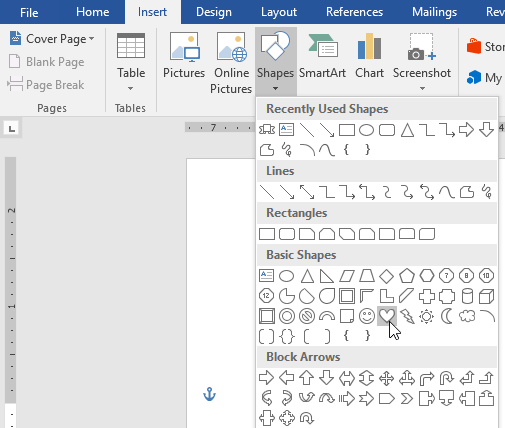 File Home Insert Design Layout References Mailings Rev
Cover Page
Blank Page
Page Break
Pages
Table
Tables
Pictures
Online
Pictures
Shapes
SmartArt
Chart
Screenshot
Stor
My
L
7
4
Recently Used Shapes
Lines
Rectangles
Basic Shapes
7 8 10
12
Block Arrows
2
1